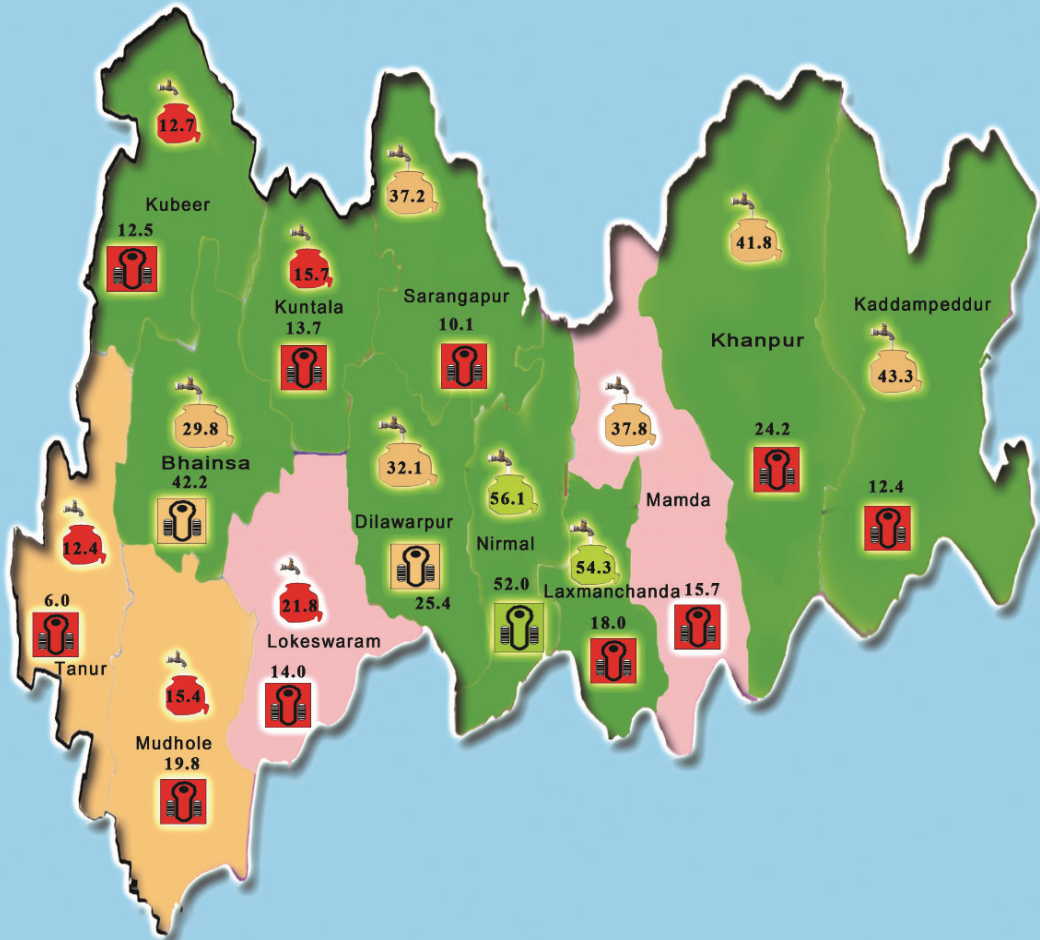 12.7
Kubeer
12.5
37.2
Sarangapur
10.1
15.7
Kuntala
13.7
41.8
Khanpur
24.2
Kaddampeddur
43.3
12.4
29.8
Bhainsa
42.2
32.1
Dilawarpur
25.4
56.1
Nirmal
52.0
37.8
Mamda
15.7
54.3
Laxmanchanda
18.0
12.4
6.0
Tanur
21.8
Lokeswaram
14.0
15.4
Mudhole
19.8